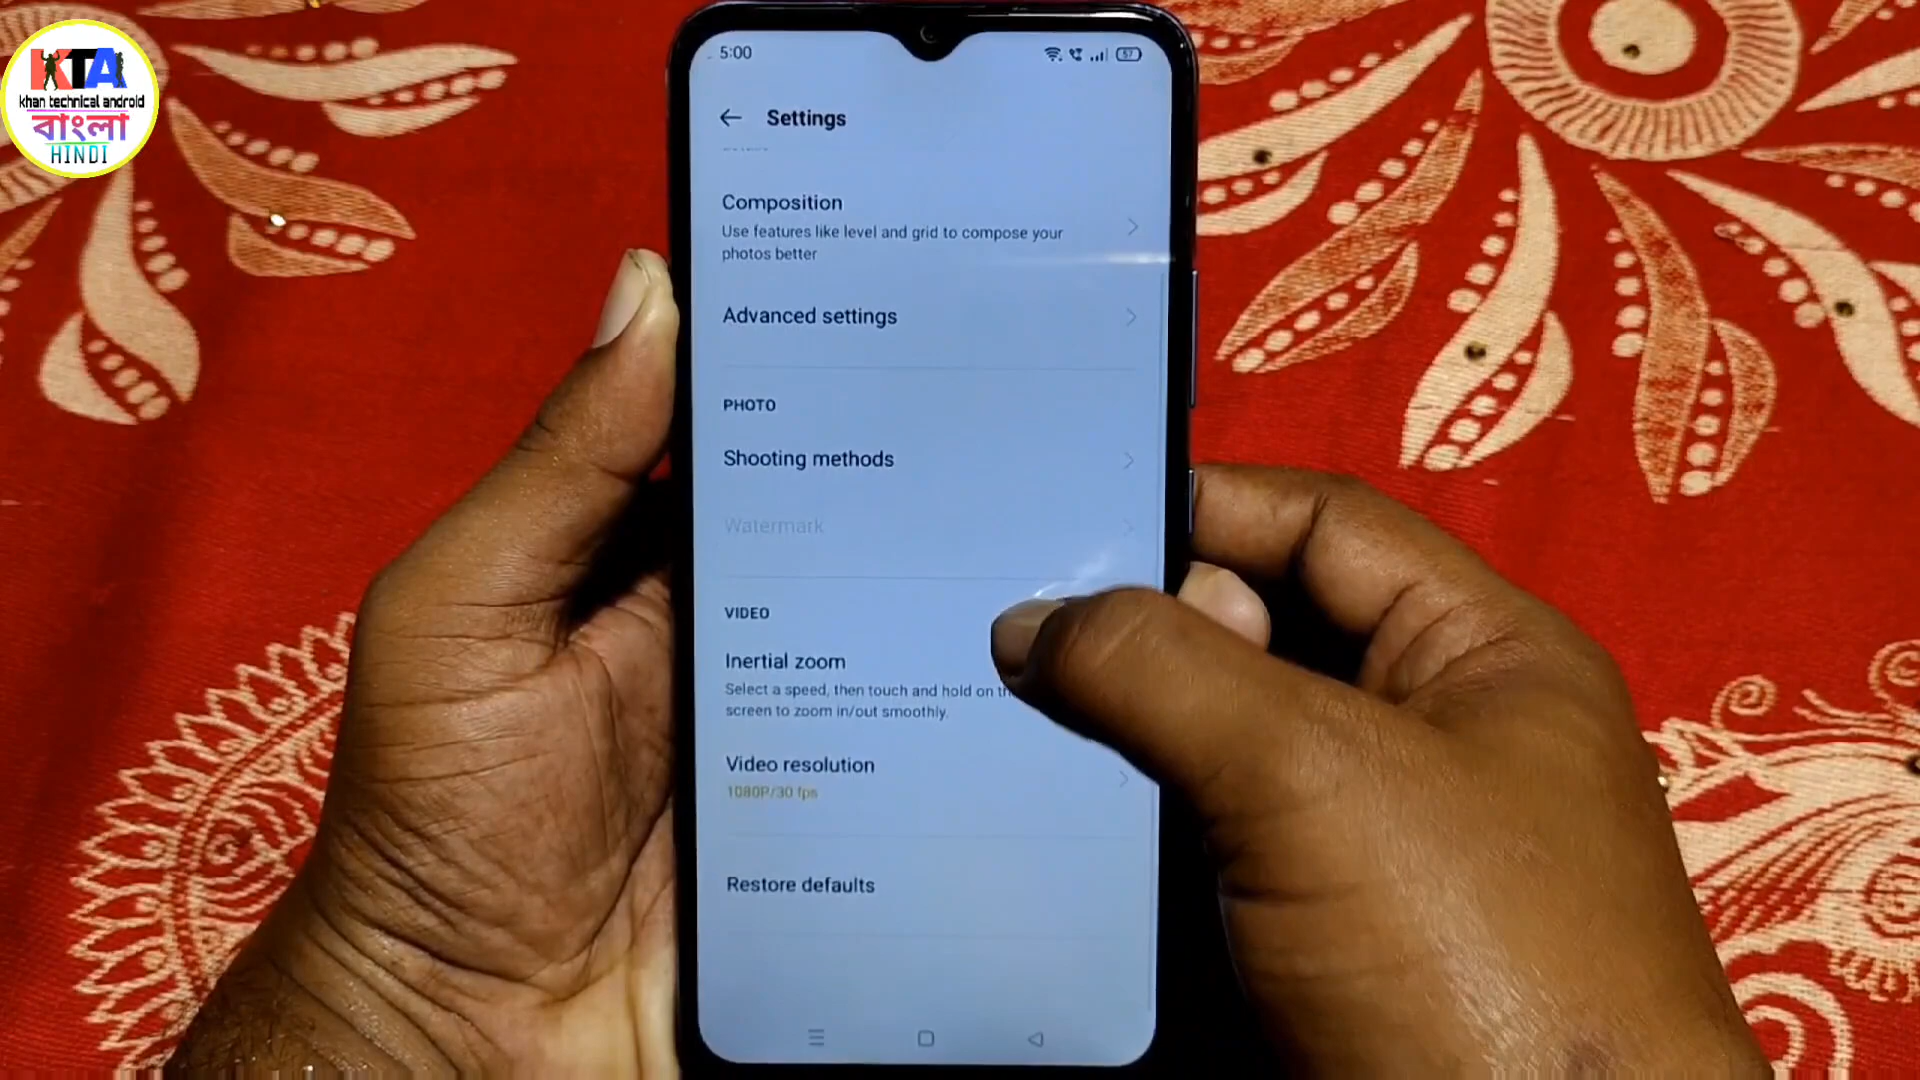 KTA
khan technical android
বাংলা
HINDI
5:00
57
Settings
Composition
Use features like level and grid to compose your
photos better
Advanced settings
PHOTO
Shooting methods
Watermark
VIDEO
Inertial zoom
Select a speed, then touch and hold on
screen to zoom in/out smoothly.
Video resolution
1080P/30 fps
Restore defaults